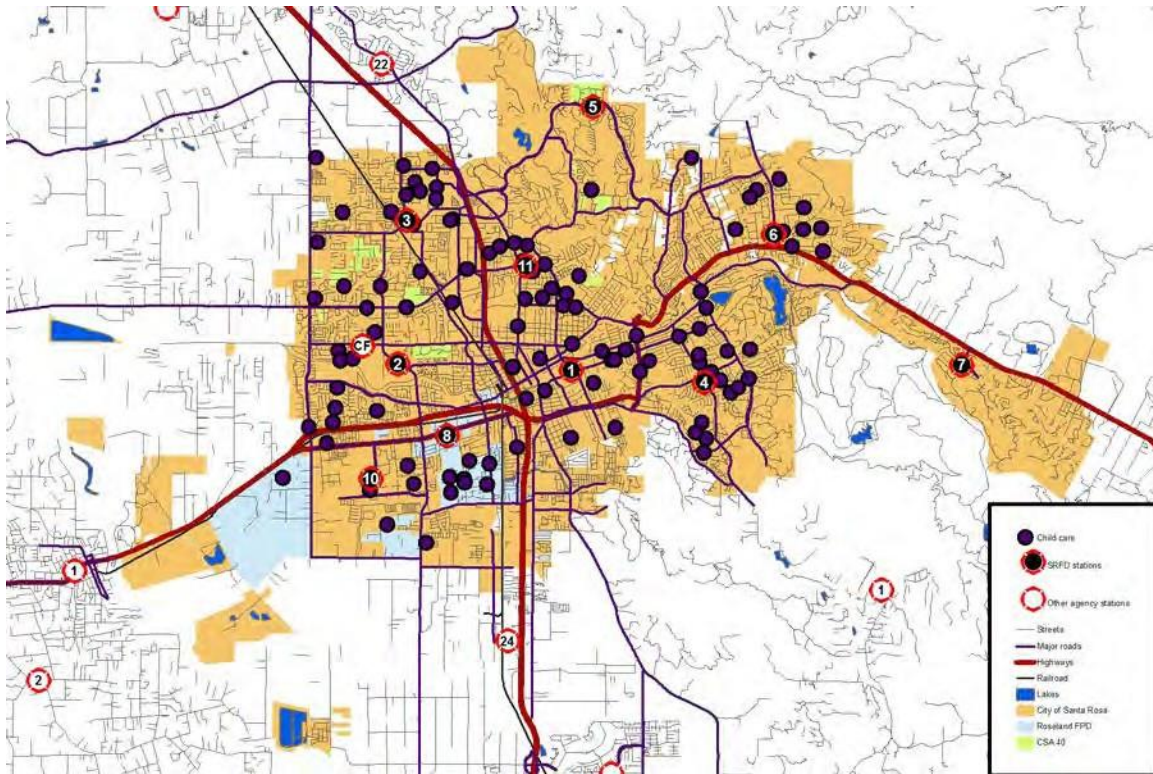 22
5
3
6
11
CF
2
1
7
4
8
10
1
1
24
2
Child care
SRFD stations
Other agency stations
Streets
Major roads
Highways
Railroad
Lakes
City of Santa Rosa
Roseland FPD
CSA 40